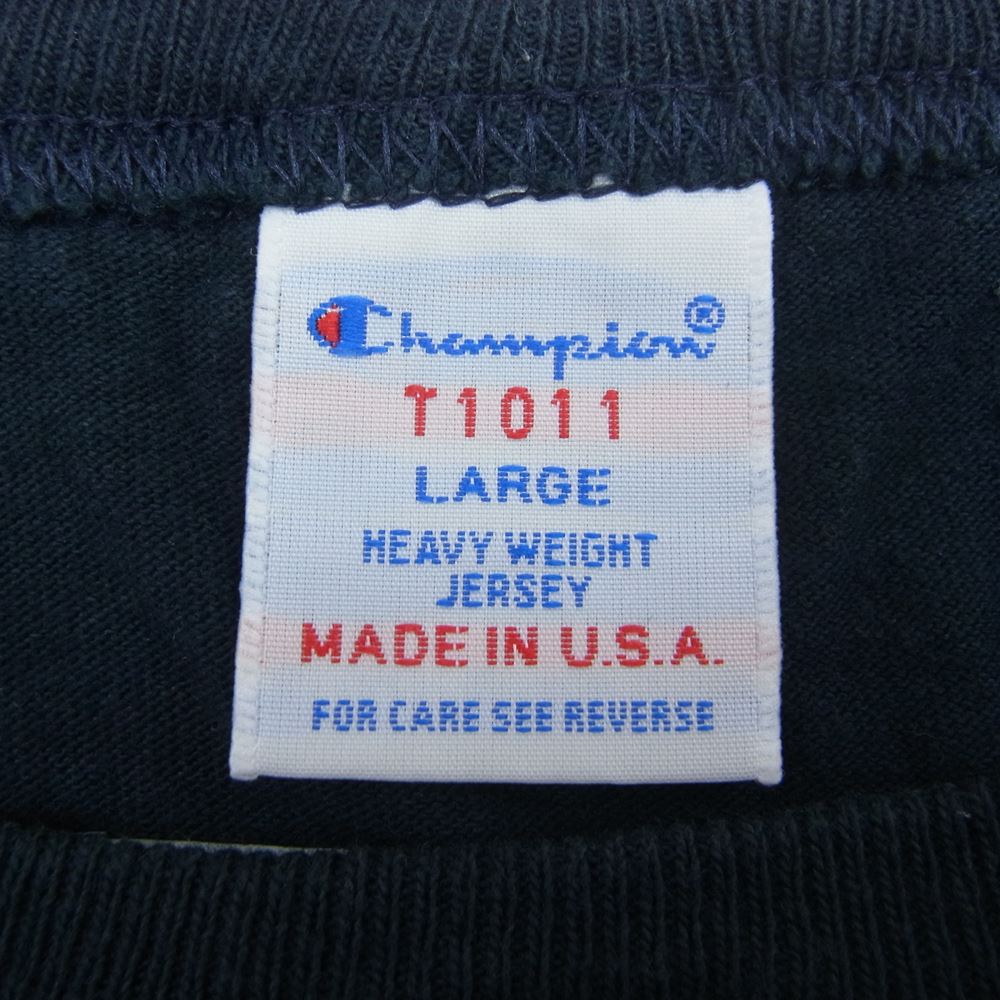 Champion®
T1011
LARGE
HEAVY WEIGHT
JERSEY
MADE IN U.S.A.
FOR CARE SEE REVERSE